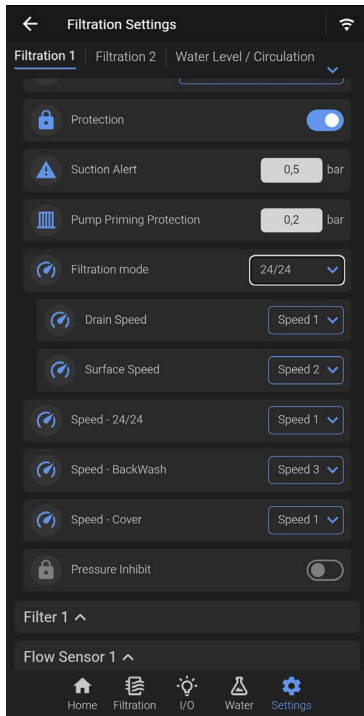 Filtration Settings
Filtration 1
Filtration 2
Water Level / Circulation
Protection
Suction Alert
0,5 bar
Pump Priming Protection
0,2 bar
Filtration mode
24/24
Drain Speed
Speed 1
Surface Speed
Speed 2
Speed - 24/24
Speed 1
Speed - BackWash
Speed 3
Speed - Cover
Speed 1
Pressure Inhibit
Filter 1
Flow Sensor 1
Home
Filtration
I/O
Water
Settings